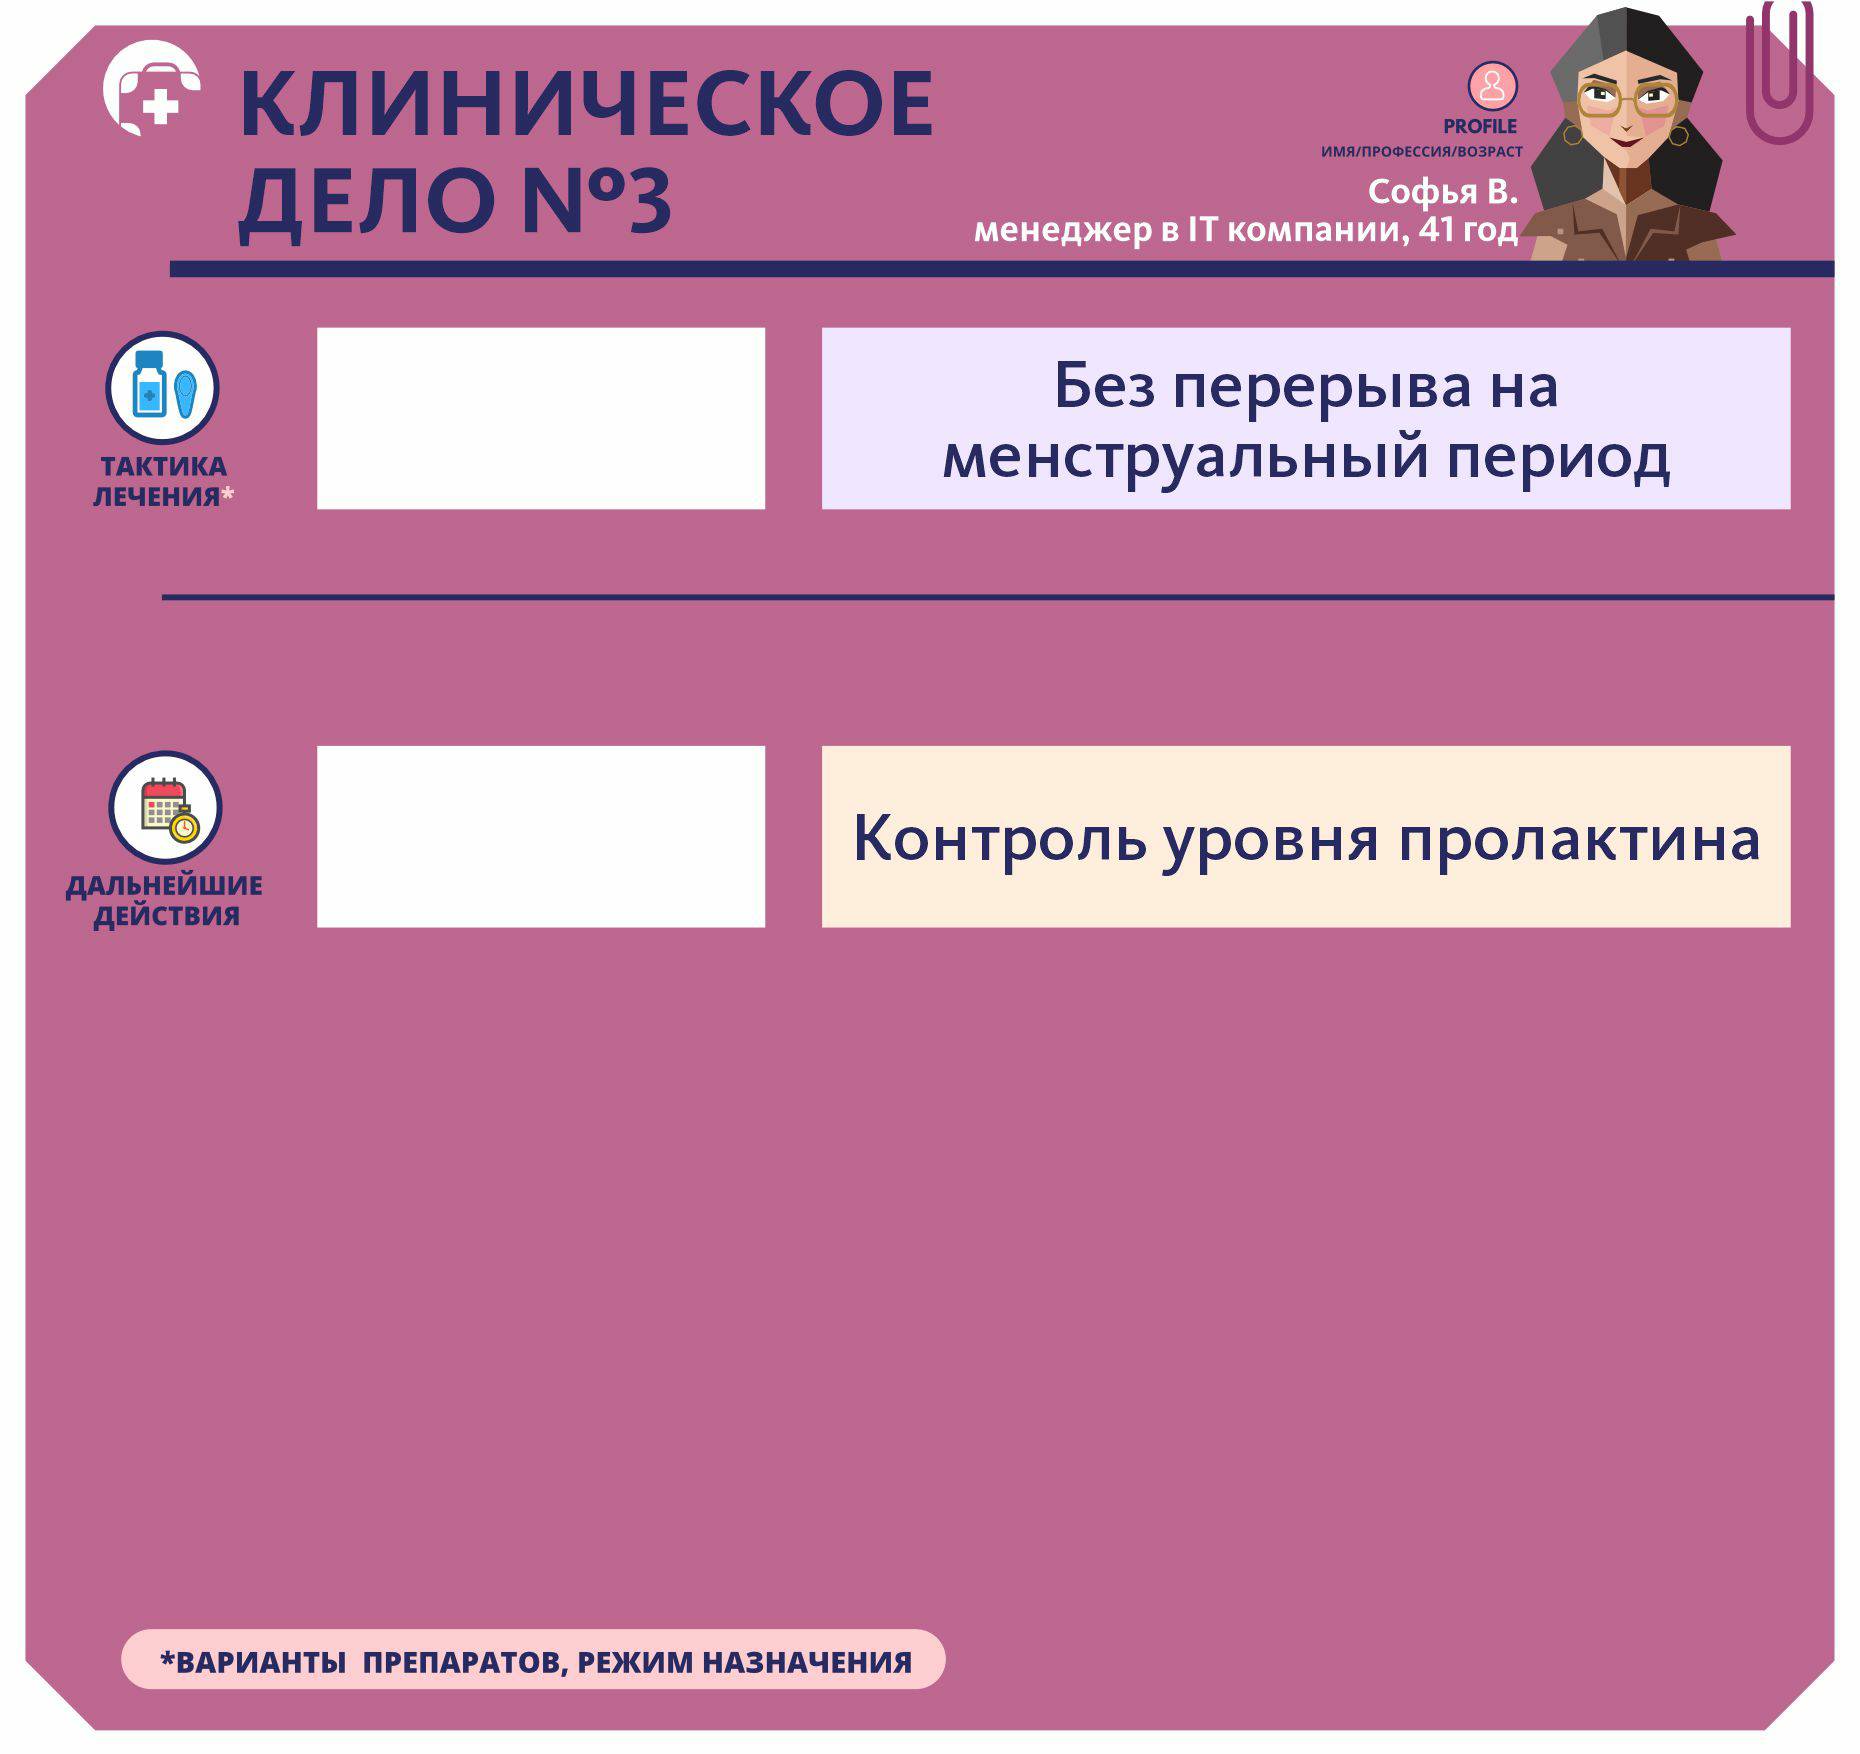 КЛИНИЧЕСКОЕ
ДЕЛО №3
PROFILE
ИМЯ/ПРОФЕССИЯ/ВОЗРАСТ
Софья В.
менеджер в IT компании, 41 год
ТАКТИКА
ЛЕЧЕНИЯ*
Без перерыва на
менструальный период
ДАЛЬНЕЙШИЕ
ДЕЙСТВИЯ
Контроль уровня пролактина
*ВАРИАНТЫ ПРЕПАРАТОВ, РЕЖИМ НАЗНАЧЕНИЯ